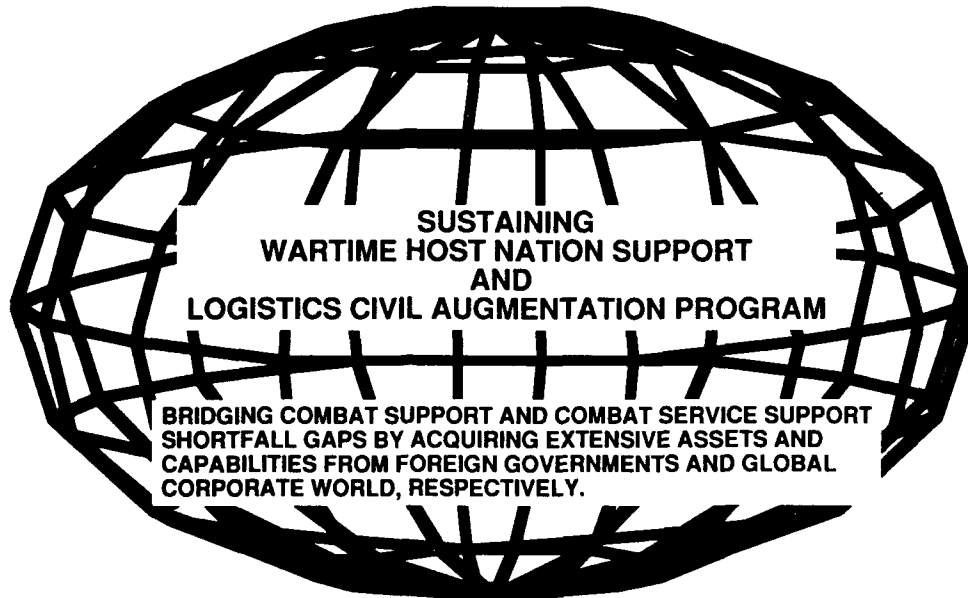 SUSTAINING
WARTIME HOST NATION SUPPORT
AND
LOGISTICS CIVIL AUGMENTATION PROGRAM
BRIDGING COMBAT SUPPORT AND COMBAT SERVICE SUPPORT
SHORTFALL GAPS BY ACQUIRING EXTENSIVE ASSETS AND
CAPABILITIES FROM FOREIGN GOVERNMENTS AND GLOBAL
CORPORATE WORLD, RESPECTIVELY.